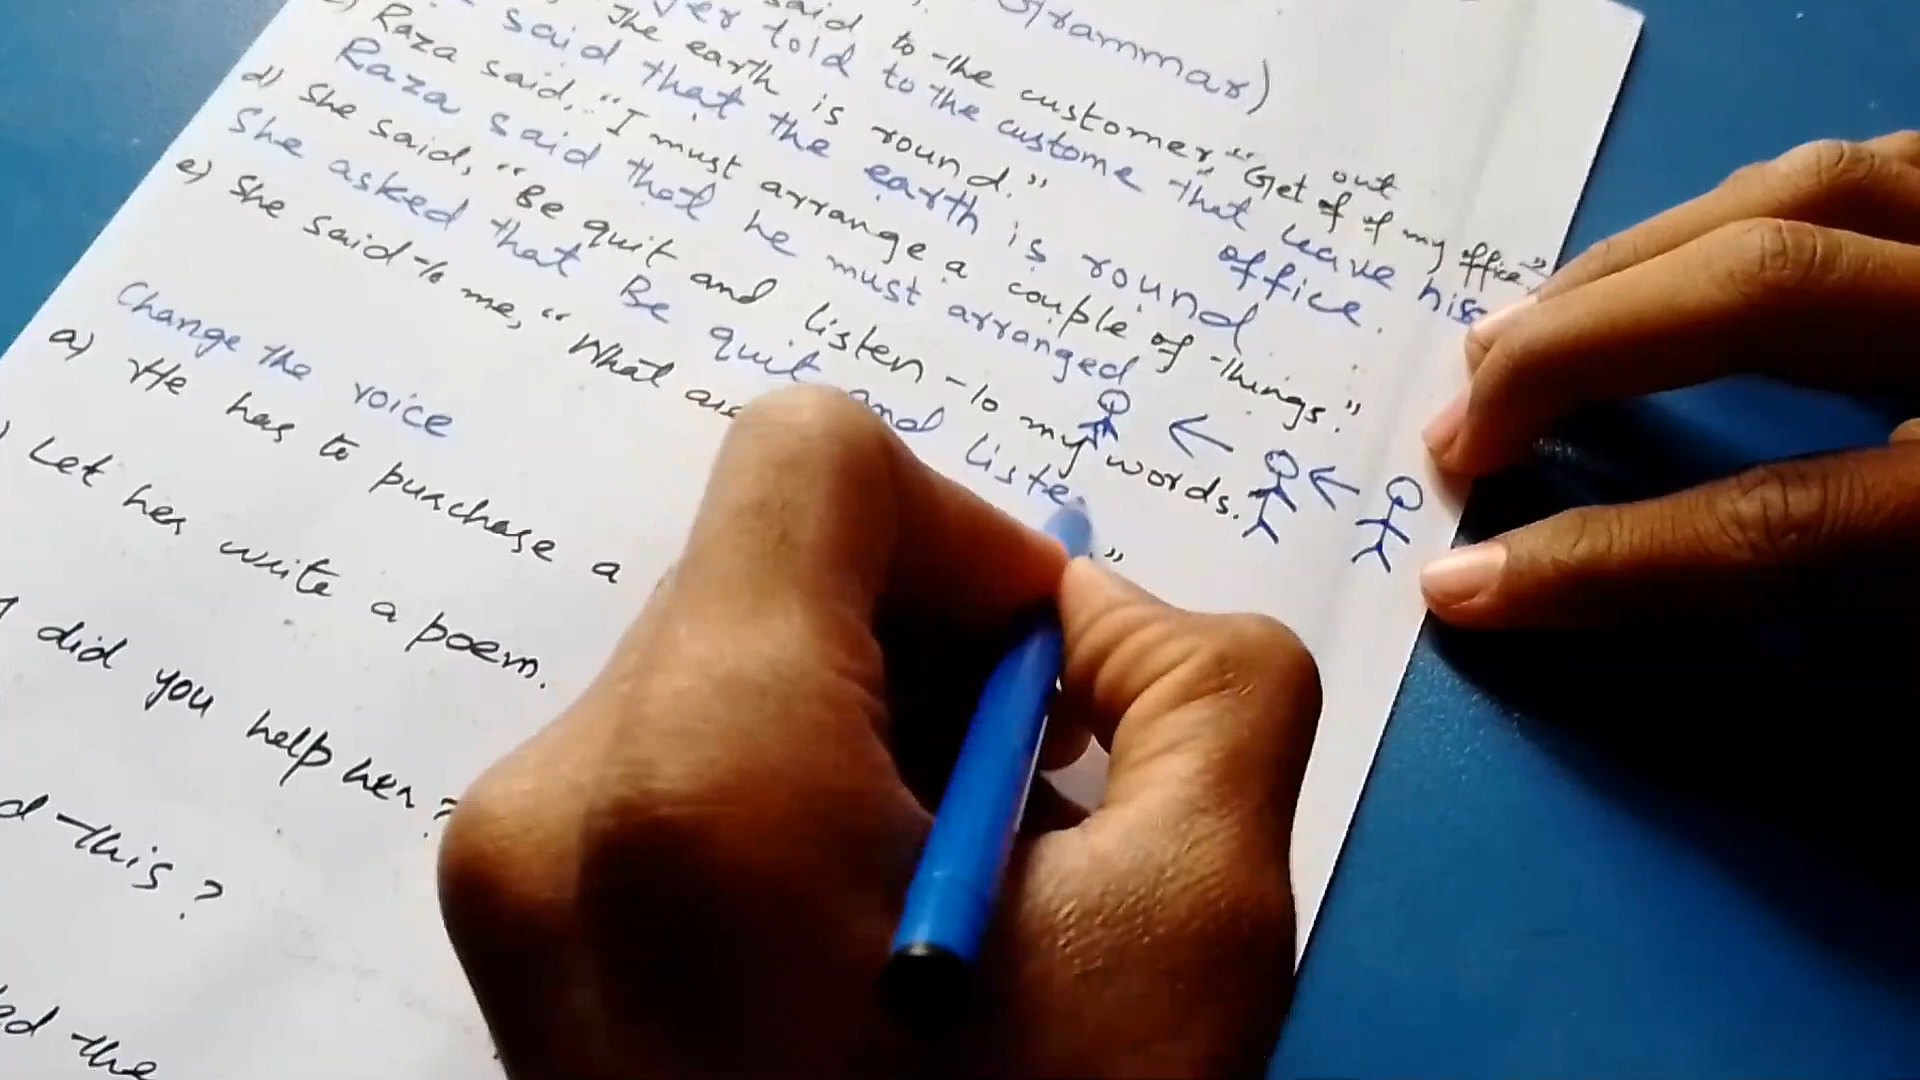 Grammar)
said to the customer, "Get out of of my office."
ver told to the custome that leave his office.
The earth is round."
said that the earth is round.
Raza said, "I must arrange a couple of things."
Raza said that he must arranged
d) She said, "Be quit and listen to my words."
She asked that Be quit and liste
e) She said to me, "What
Change the voice
a) He has to purchase a
Let her write a poem.
did you help her?
d this?
ed the